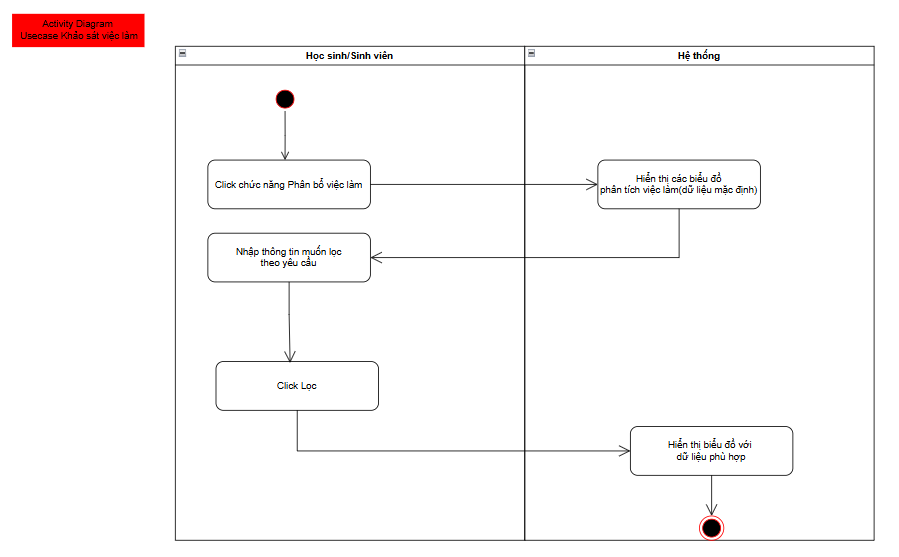 Activity Diagram
Usecase Khảo sát việc làm
Học sinh/Sinh viên
Hệ thống
Click chức năng Phân bổ việc làm
Hiển thị các biểu đồ
phân tích việc làm(dữ liệu mặc định)
Nhập thông tin muốn lọc
theo yêu cầu
Click Lọc
Hiển thị biểu đồ với
dữ liệu phù hợp